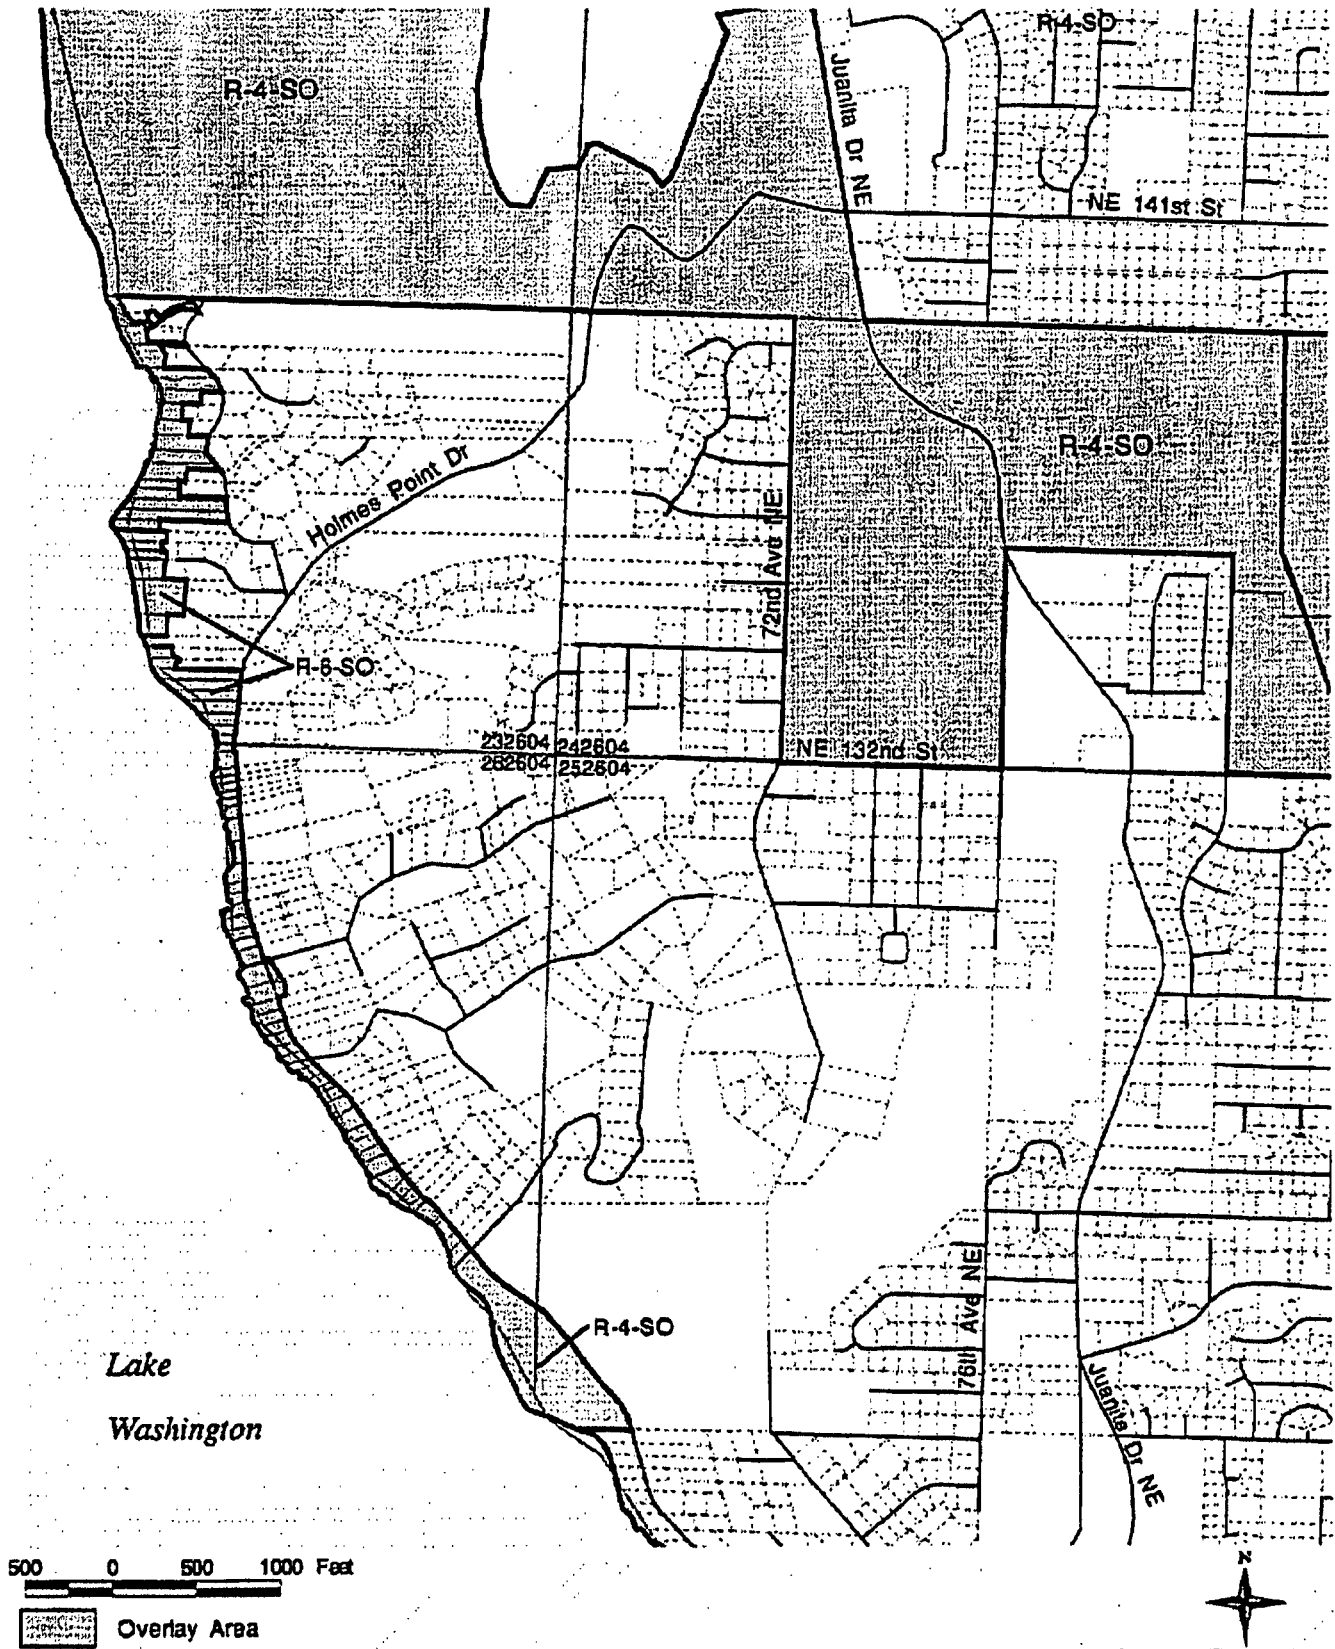 R-4-SO
R-4-SO
Juanita Dr NE
NE 141st St
R-4-SO
Holmes Point Dr
72nd Ave NE
R-6-SO
232604 242604
NE 132nd St
262604 252604
R-4-SO
76th Ave NE
Lake
Washington
Juanita Dr NE
500 0 500 1000 Feet
N
Overlay Area